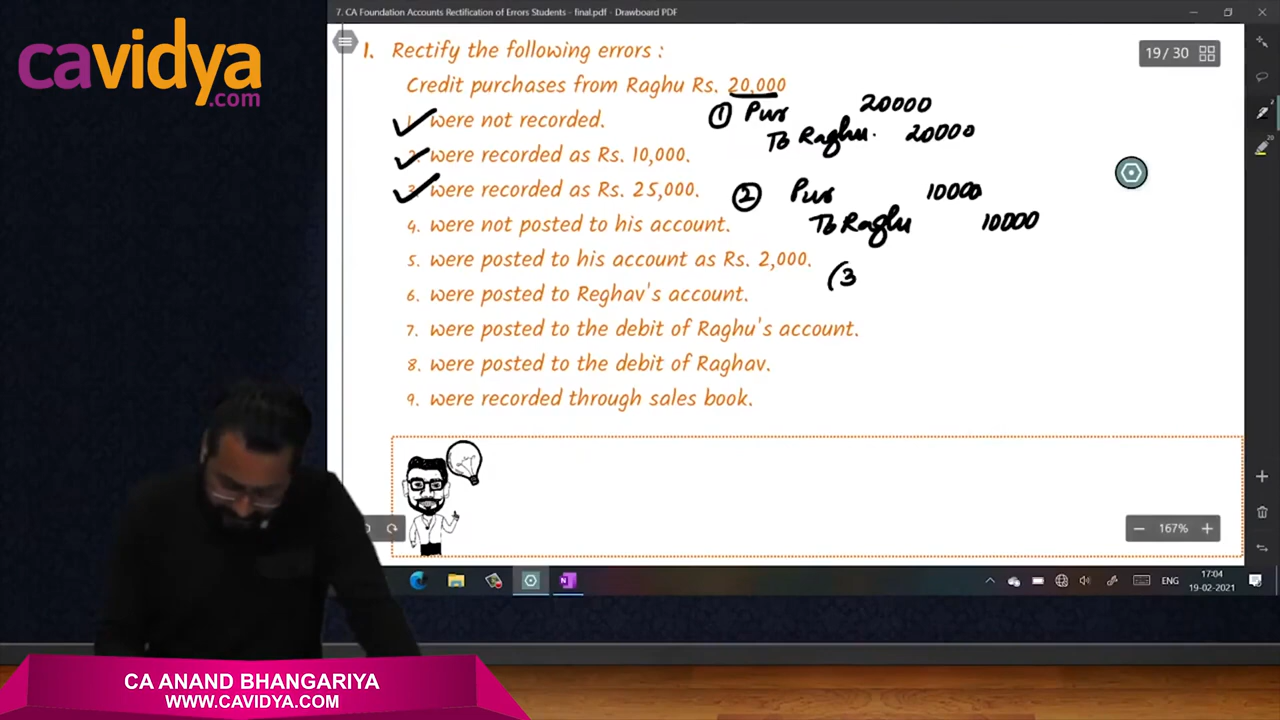 cavidya
.com
7. CA Foundation Accounts Rectification of Errors Students - final.pdf - Drawboard PDF
19 / 30
1. Rectify the following errors :
Credit purchases from Raghu Rs. 20,000
1. were not recorded.
2. were recorded as Rs. 10,000.
3. were recorded as Rs. 25,000.
4. were not posted to his account.
5. were posted to his account as Rs. 2,000.
6. were posted to Reghav's account.
7. were posted to the debit of Raghu's account.
8. were posted to the debit of Raghav.
9. were recorded through sales book.
① Pur 20000
To Raghu. 20000
② Pur 10000
To Raghu 10000
(3
167%
17:04
ENG
19-02-2021
CA ANAND BHANGARIYA
WWW.CAVIDYA.COM